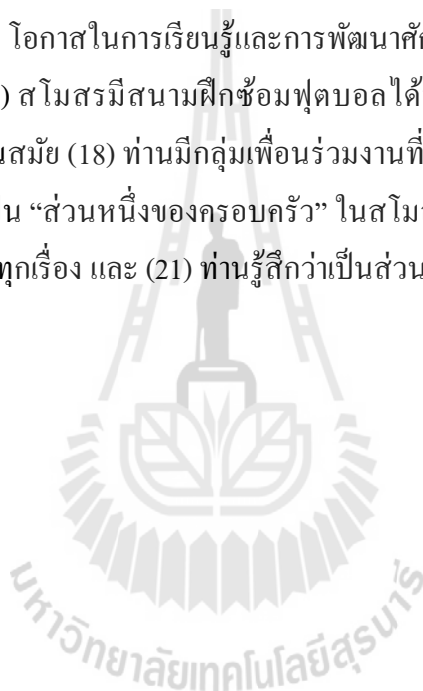 โอกาสในการเรียนรู้และการพัฒนาศัก
) สโมสรมีสนามฝึกซ้อมฟุตบอลได้
นสมัย (18) ท่านมีกลุ่มเพื่อนร่วมงานที่
น “ส่วนหนึ่งของครอบครัว” ในสโม
ทุกเรื่อง และ (21) ท่านรู้สึกว่าเป็นส่วน
มหาวิทยาลัยเทคโนโลยีสุรนารี